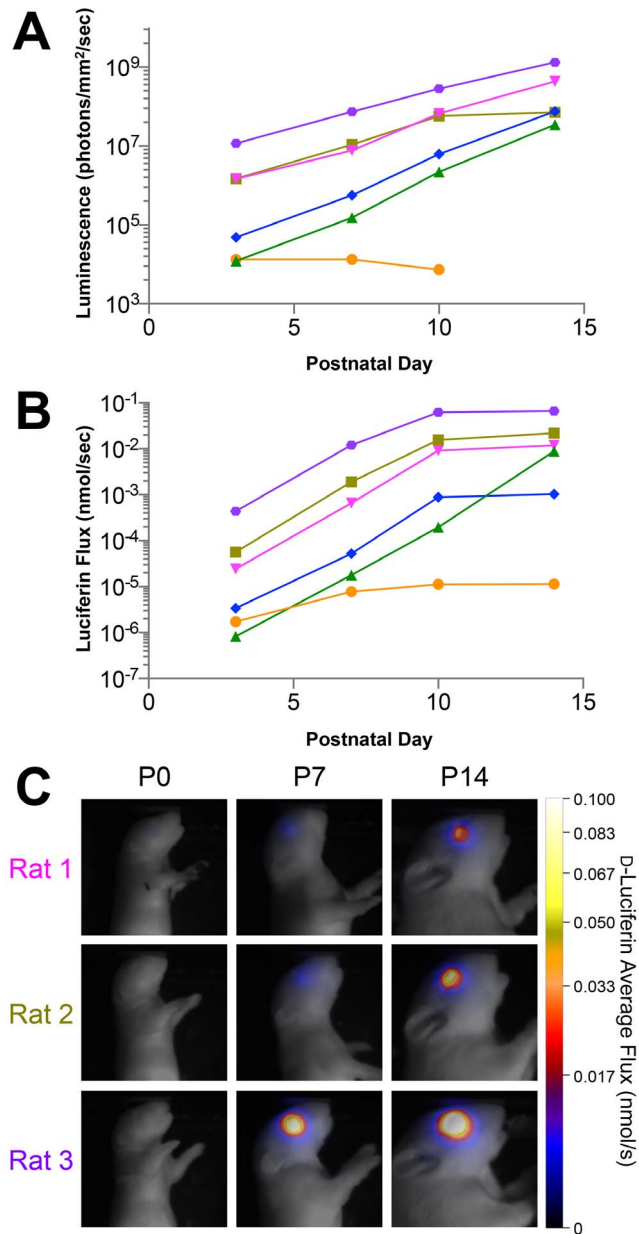 A
Luminescence (photons/mm²/sec)
10⁹
10⁷
10⁵
10³
0
5
10
15
Postnatal Day
B
Luciferin Flux (nmol/sec)
10⁻¹
10⁻²
10⁻³
10⁻⁴
10⁻⁵
10⁻⁶
10⁻⁷
0
5
10
15
Postnatal Day
C
P0 P7 P14
Rat 1
Rat 2
Rat 3
0.100
0.083
0.067
0.050
0.033
0.017
0
D-Luciferin Average Flux (nmol/s)